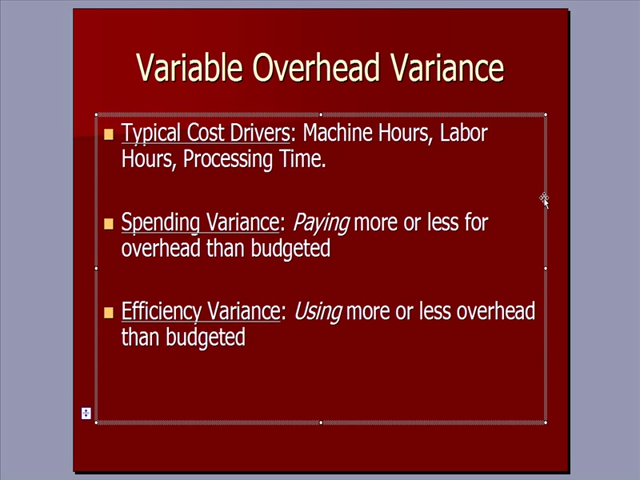 Variable Overhead Variance
Typical Cost Drivers: Machine Hours, Labor
Hours, Processing Time.
Spending Variance: Paying more or less for
overhead than budgeted
Efficiency Variance: Using more or less overhead
than budgeted